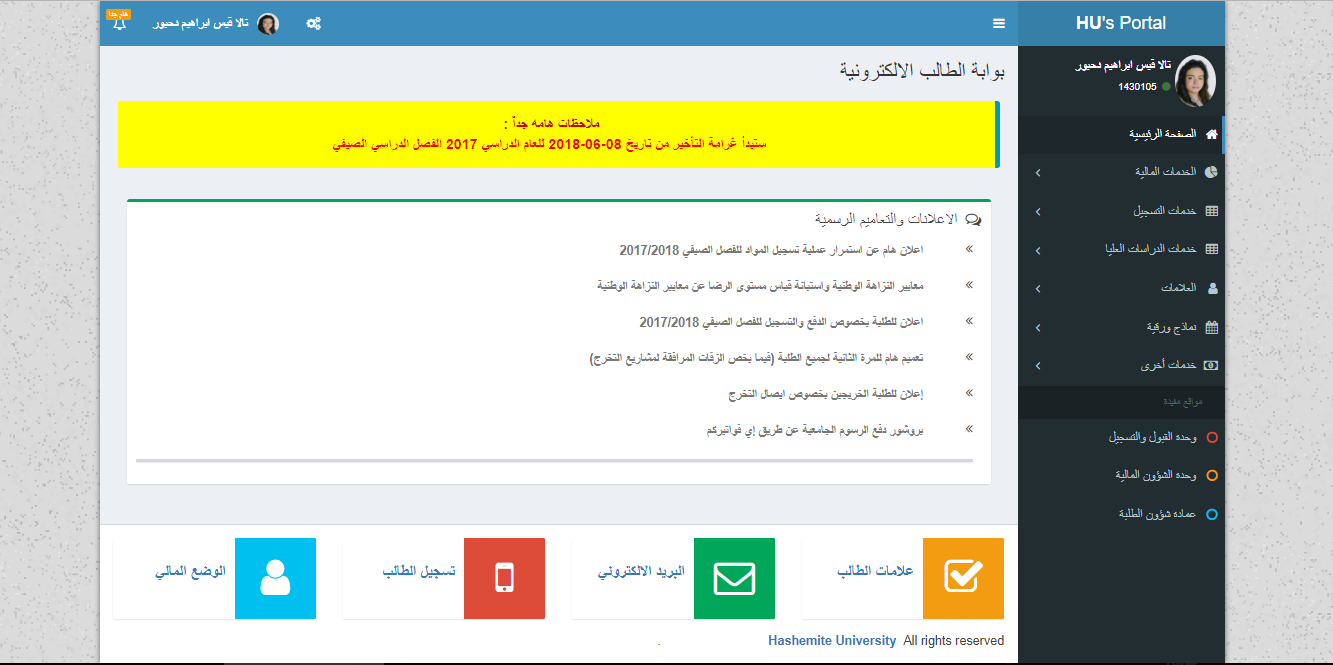 HU's Portal
تالا قيس ابراهيم دحبور
هام جدا
تالا قيس ابراهيم دحبور
1430105
الصفحة الرئيسية
الخدمات المالية
خدمات التسجيل
خدمات الدراسات العليا
العلامات
نماذج ورقية
خدمات أخرى
مواقع مفيدة
وحدة القبول والتسجيل
وحدة الشؤون المالية
عمادة شؤون الطلبة
بوابة الطالب الالكترونية
ملاحظات هامه جداً :
ستبدأ غرامة التأخير من تاريخ 08-06-2018 للعام الدراسي 2017 الفصل الدراسي الصيفي
الاعلانات والتعاميم الرسمية
اعلان هام عن استمرار عملية تسجيل المواد للفصل الصيفي 2017/2018
معايير النزاهة الوطنية واستبانة قياس مستوى الرضا عن معايير النزاهة الوطنية
اعلان للطلبة بخصوص الدفع والتسجيل للفصل الصيفي 2017/2018
تعميم هام للمرة الثانية لجميع الطلبة (فيما يخص الزفات المرافقة لمشاريع التخرج)
إعلان للطلبة الخريجين بخصوص ايصال التخرج
بروشور دفع الرسوم الجامعية عن طريق إي فواتيركم
علامات الطالب
البريد الالكتروني
تسجيل الطالب
الوضع المالي
Hashemite University All rights reserved